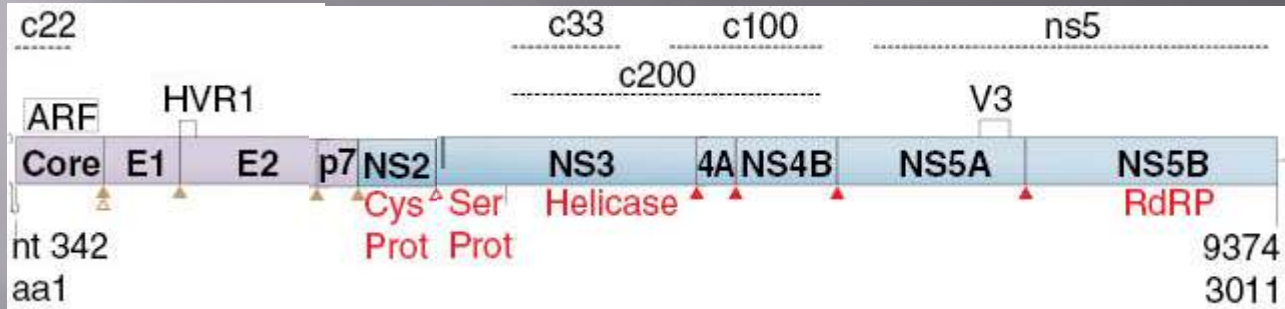 c22 c33 c100 ns5
c200
HVR1 V3
ARF
Core E1 E2 p7 NS2 NS3 4A NS4B NS5A NS5B
Cys Ser Helicase RdRP
Prot Prot
nt 342 9374
aa1 3011